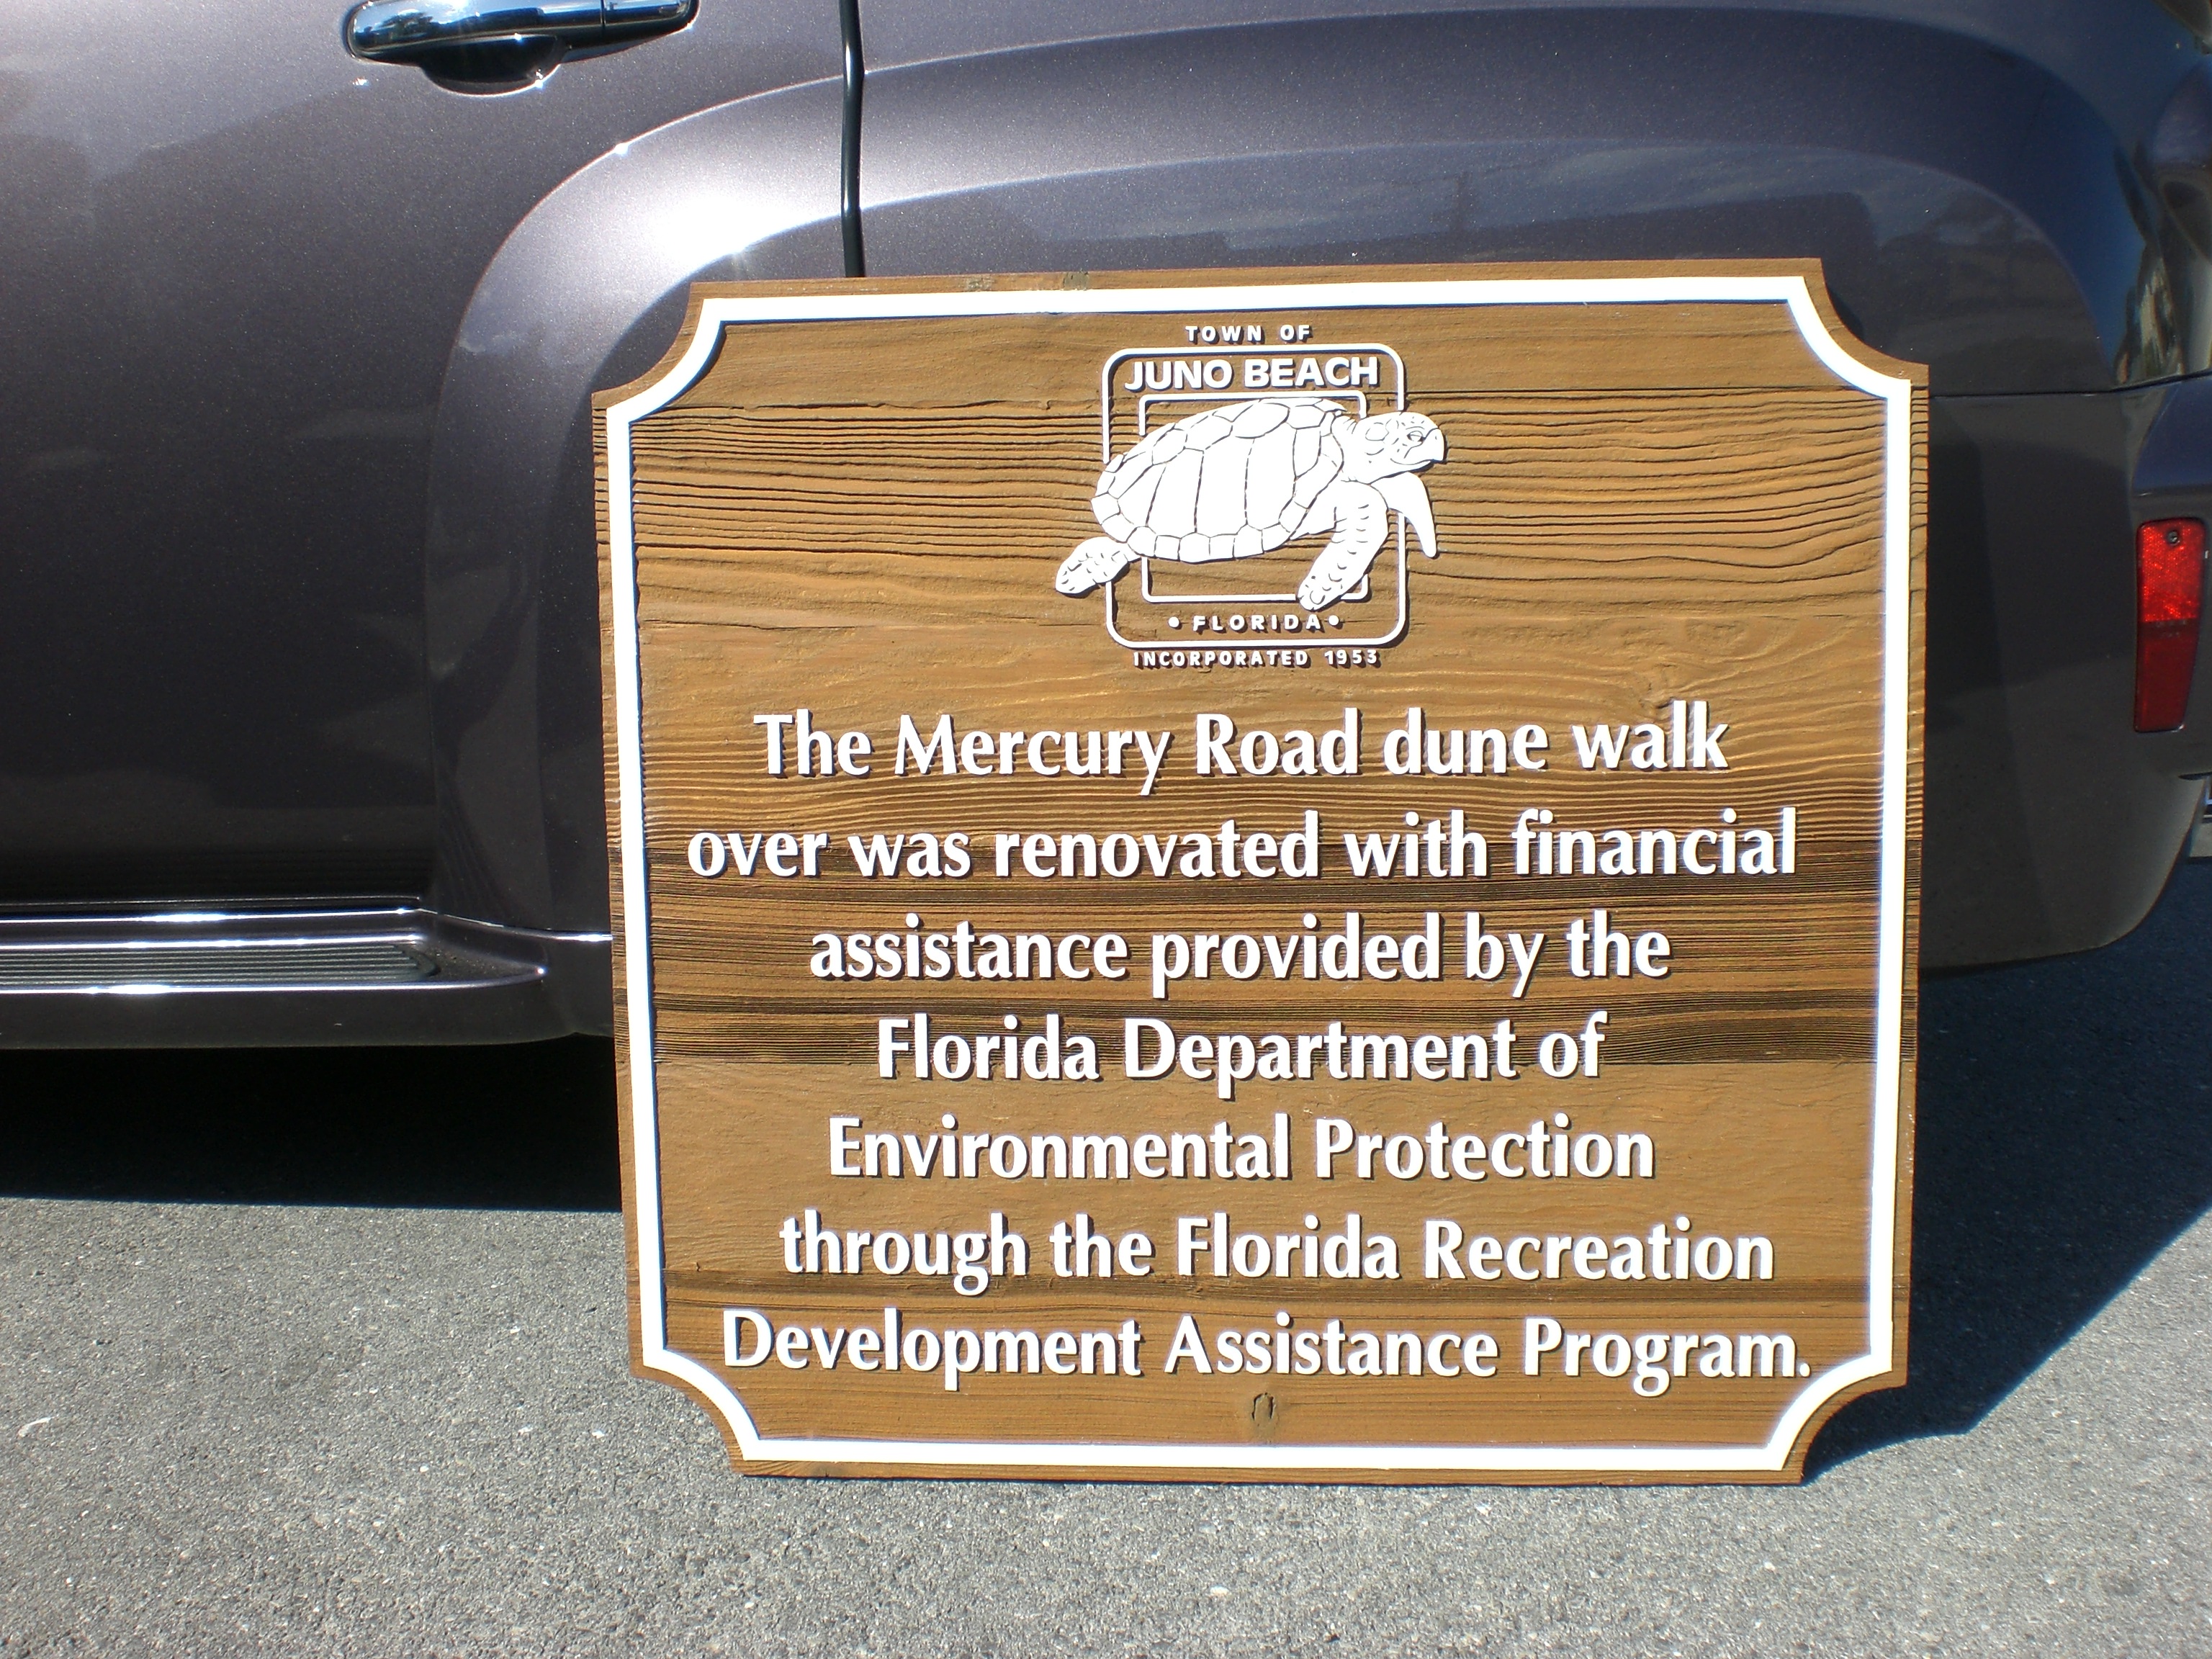 TOWN OF
JUNO BEACH
• FLORIDA •
INCORPORATED 1953
The Mercury Road dune walk
over was renovated with financial
assistance provided by the
Florida Department of
Environmental Protection
through the Florida Recreation
Development Assistance Program.